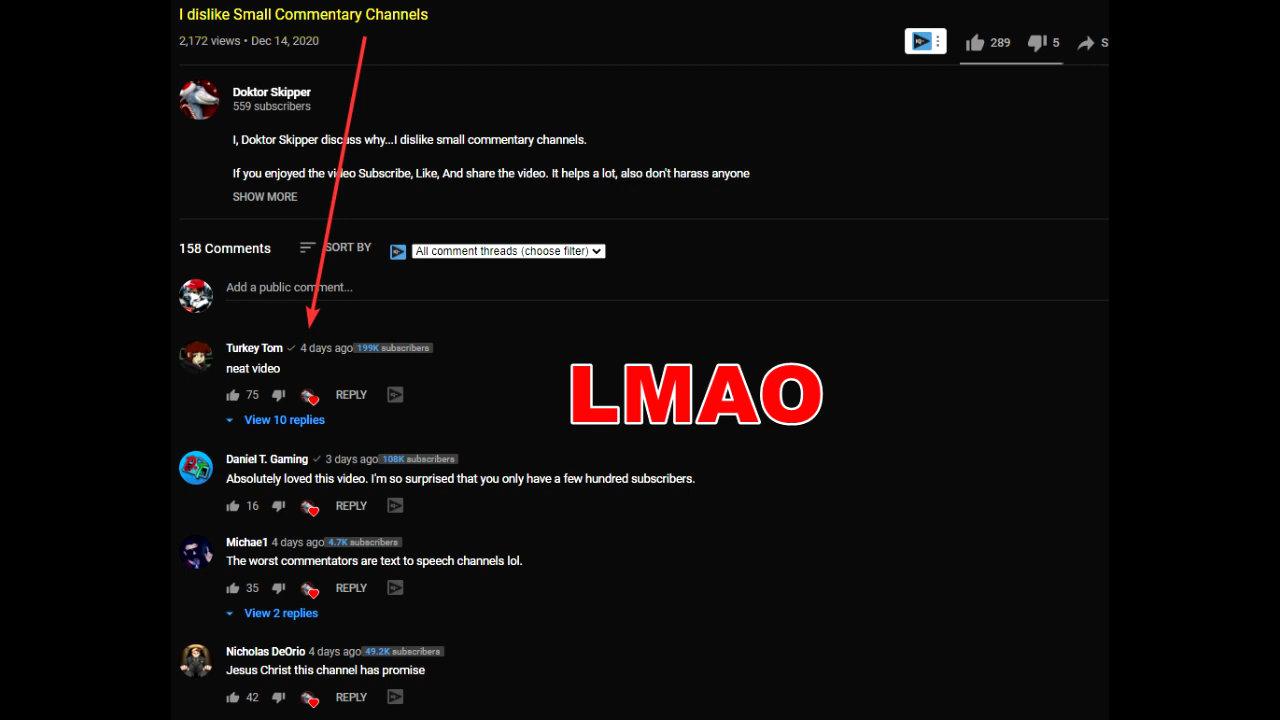 I dislike Small Commentary Channels
2,172 views • Dec 14, 2020
289 5 S
Doktor Skipper
559 subscribers
I, Doktor Skipper discuss why...I dislike small commentary channels.
If you enjoyed the video Subscribe, Like, And share the video. It helps a lot, also don't harass anyone
SHOW MORE
158 Comments SORT BY All comment threads (choose filter)
Add a public comment...
Turkey Tom 4 days ago 199K subscribers
neat video
75 REPLY
View 10 replies
LMAO
Daniel T. Gaming 3 days ago 108K subscribers
Absolutely loved this video. I'm so surprised that you only have a few hundred subscribers.
16 REPLY
Michae1 4 days ago 4.7K subscribers
The worst commentators are text to speech channels lol.
35 REPLY
View 2 replies
Nicholas DeOrio 4 days ago 49.2K subscribers
Jesus Christ this channel has promise
42 REPLY